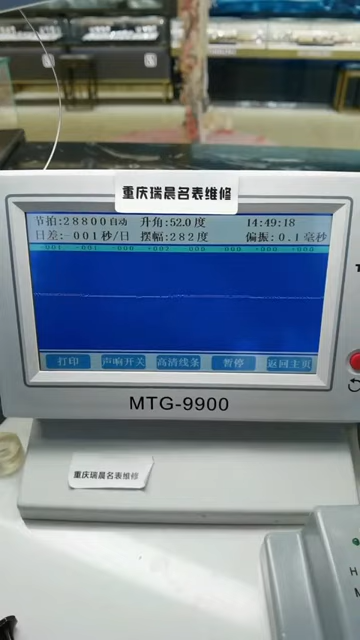 重庆瑞晨名表维修
节拍:28800自动 升角:52.0度 14:49:18
日差:-001秒/日 摆幅:282度 偏振:0.1毫秒
打印 声响开关 高清线条 暂停 返回主页
MTG-9900
重庆瑞晨名表维修
H
M